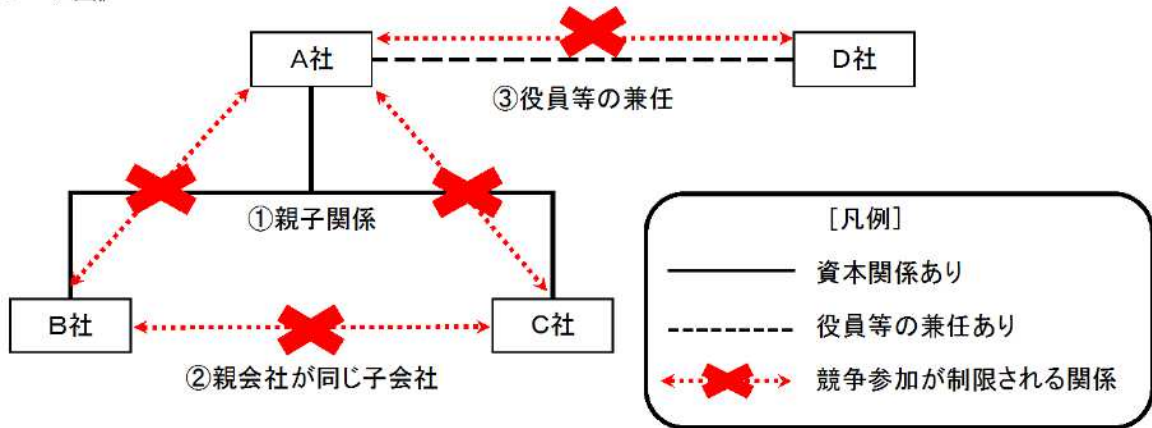 A社
D社
③役員等の兼任
①親子関係
B社
C社
②親会社が同じ子会社
[凡例]
資本関係あり
役員等の兼任あり
競争参加が制限される関係